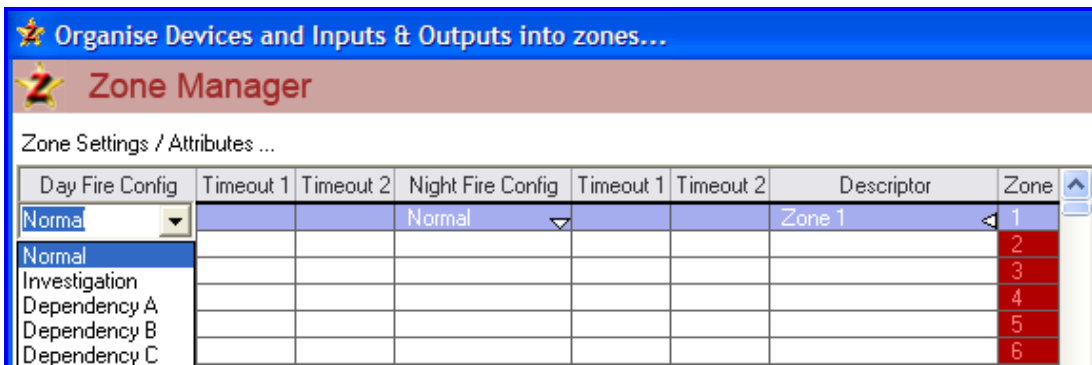 Organise Devices and Inputs & Outputs into zones...
Z Zone Manager
Zone Settings / Attributes ...
Day Fire Config Timeout 1 Timeout 2 Night Fire Config Timeout 1 Timeout 2 Descriptor Zone
Normal Normal Zone 1 1
Normal 2
Investigation 3
Dependency A 4
Dependency B 5
Dependency C 6